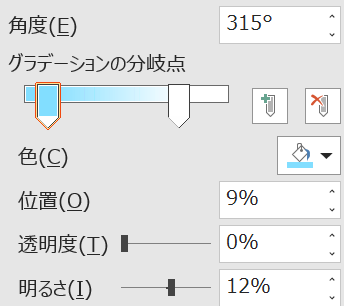 角度(E) 315°
グラデーションの分岐点
色(C)
位置(O) 9%
透明度(T) 0%
明るさ(I) 12%